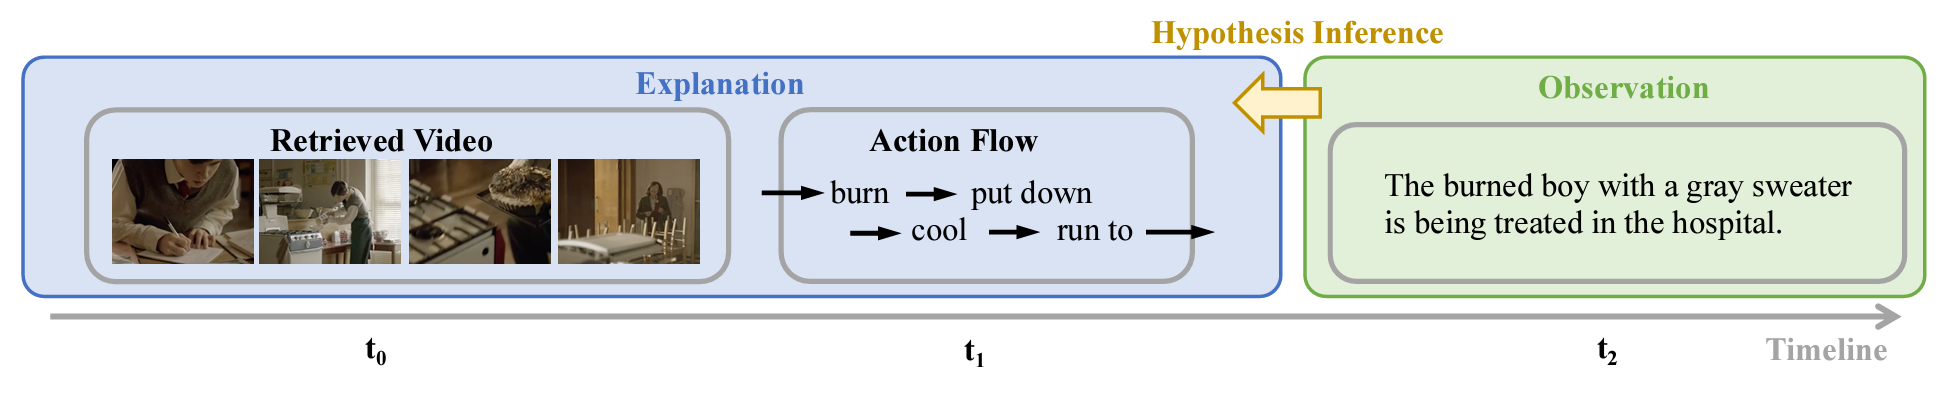 Hypothesis Inference
Explanation
Observation
Retrieved Video
Action Flow
burn
put down
cool
run to
The burned boy with a gray sweater
is being treated in the hospital.
t0
t1
t2
Timeline